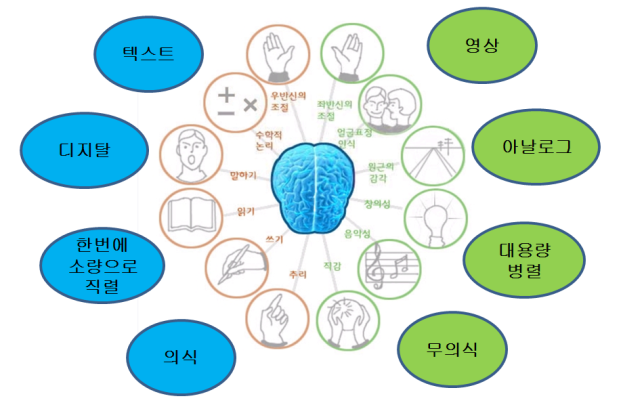 텍스트
영상
우반신의
조절
좌반신의
조절
디지탈
수학적
논리
얼굴표정
인식
아날로그
말하기
원근의
감각
읽기
창의성
한번에
소량으로
직렬
쓰기
음악성
대용량
병렬
추리
직감
의식
무의식